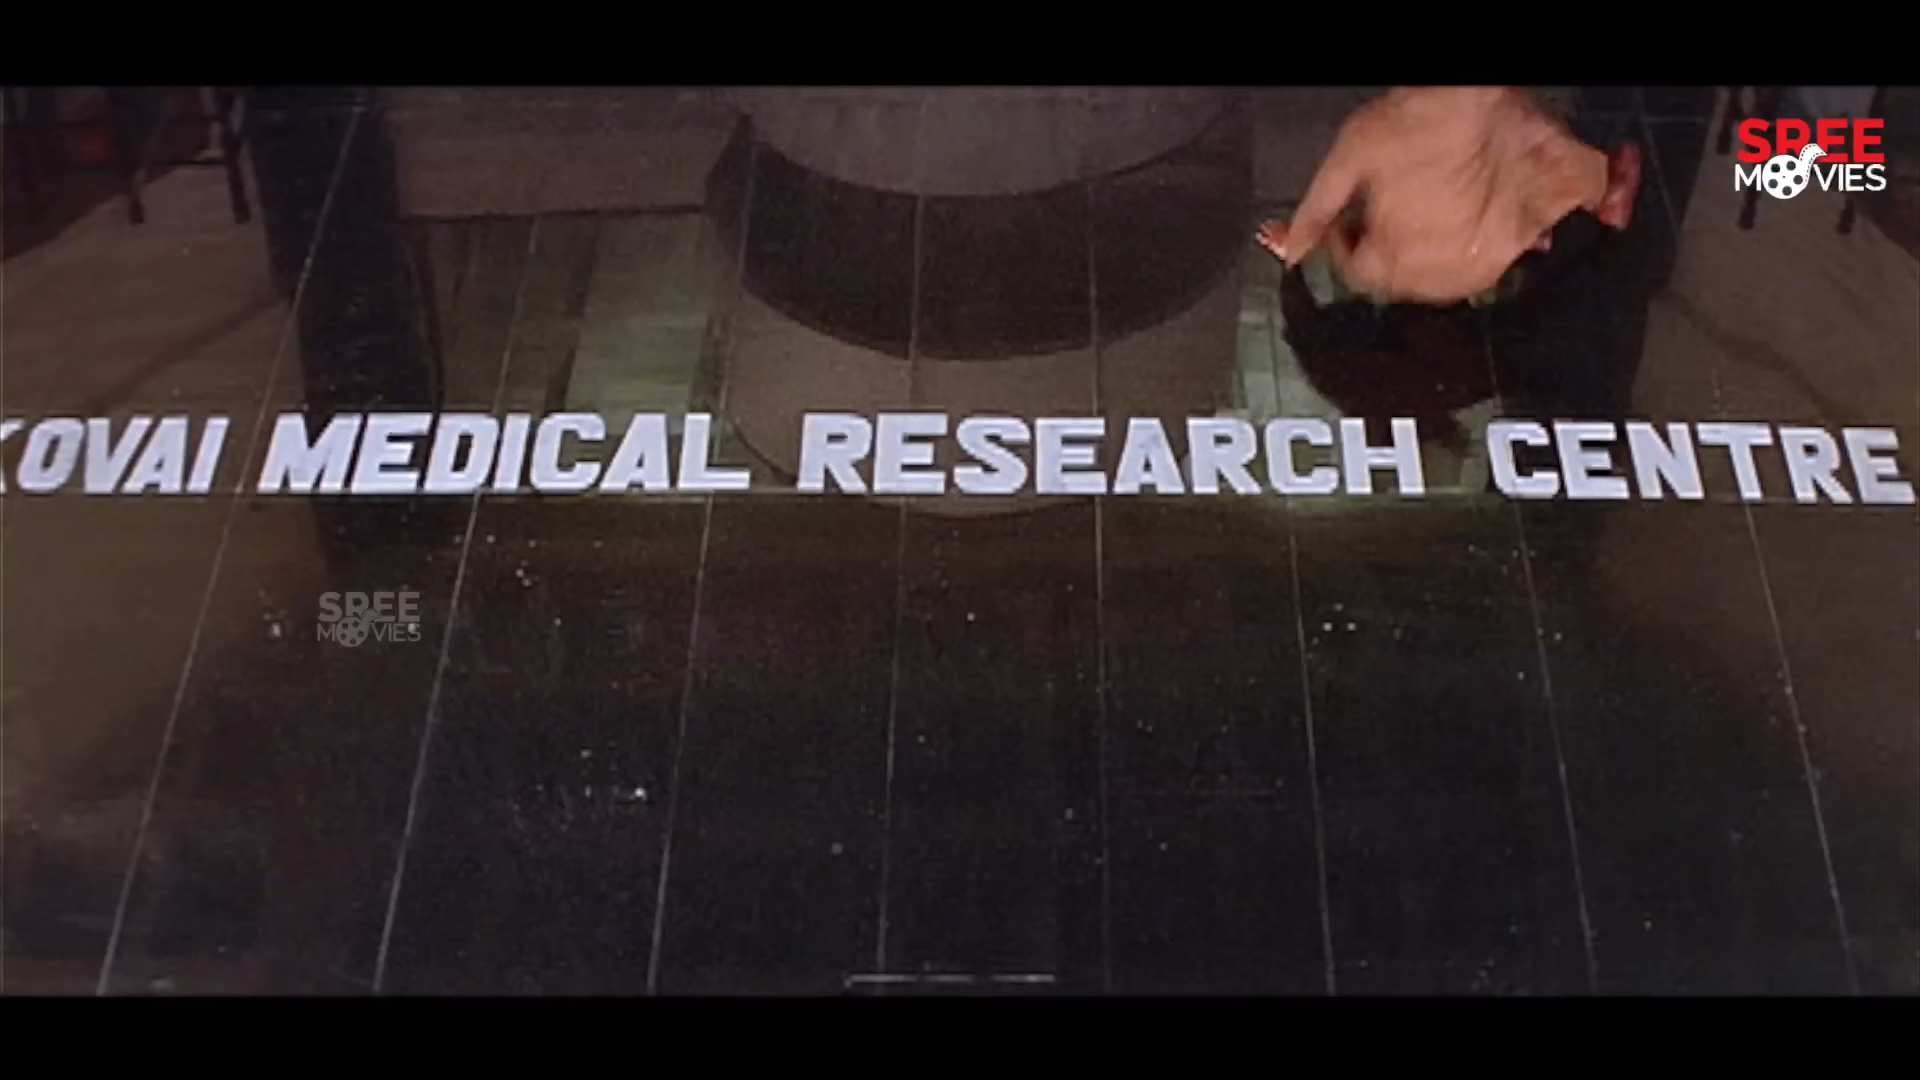 SREE
MOVIES
KOVAI MEDICAL RESEARCH CENTRE
SREE
MOVIES